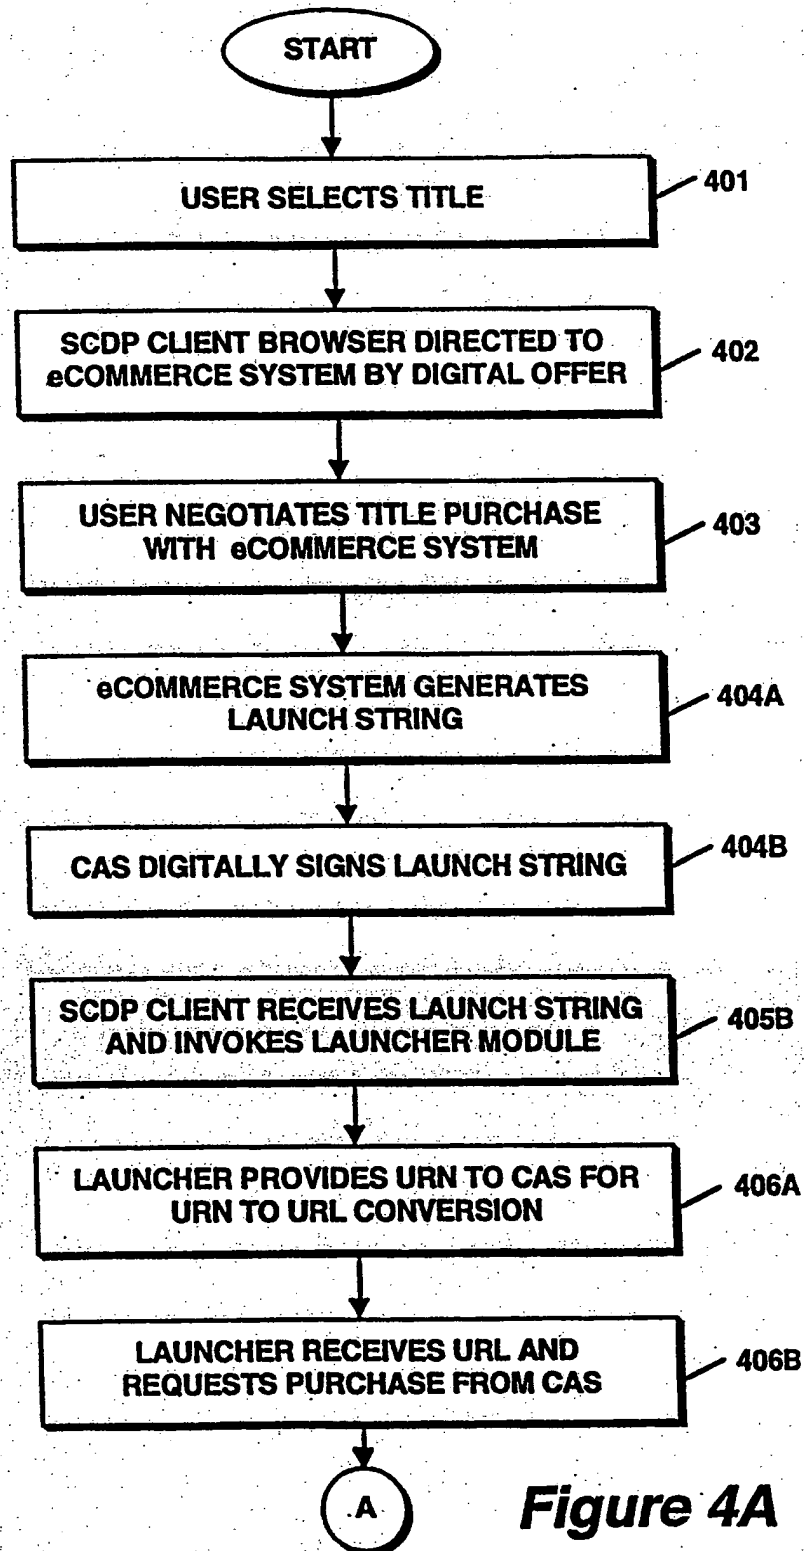 START
USER SELECTS TITLE
401
SCDP CLIENT BROWSER DIRECTED TO
eCOMMERCE SYSTEM BY DIGITAL OFFER
402
USER NEGOTIATES TITLE PURCHASE
WITH eCOMMERCE SYSTEM
403
eCOMMERCE SYSTEM GENERATES
LAUNCH STRING
404A
CAS DIGITALLY SIGNS LAUNCH STRING
404B
SCDP CLIENT RECEIVES LAUNCH STRING
AND INVOKES LAUNCHER MODULE
405B
LAUNCHER PROVIDES URN TO CAS FOR
URN TO URL CONVERSION
406A
LAUNCHER RECEIVES URL AND
REQUESTS PURCHASE FROM CAS
406B
A
Figure 4A